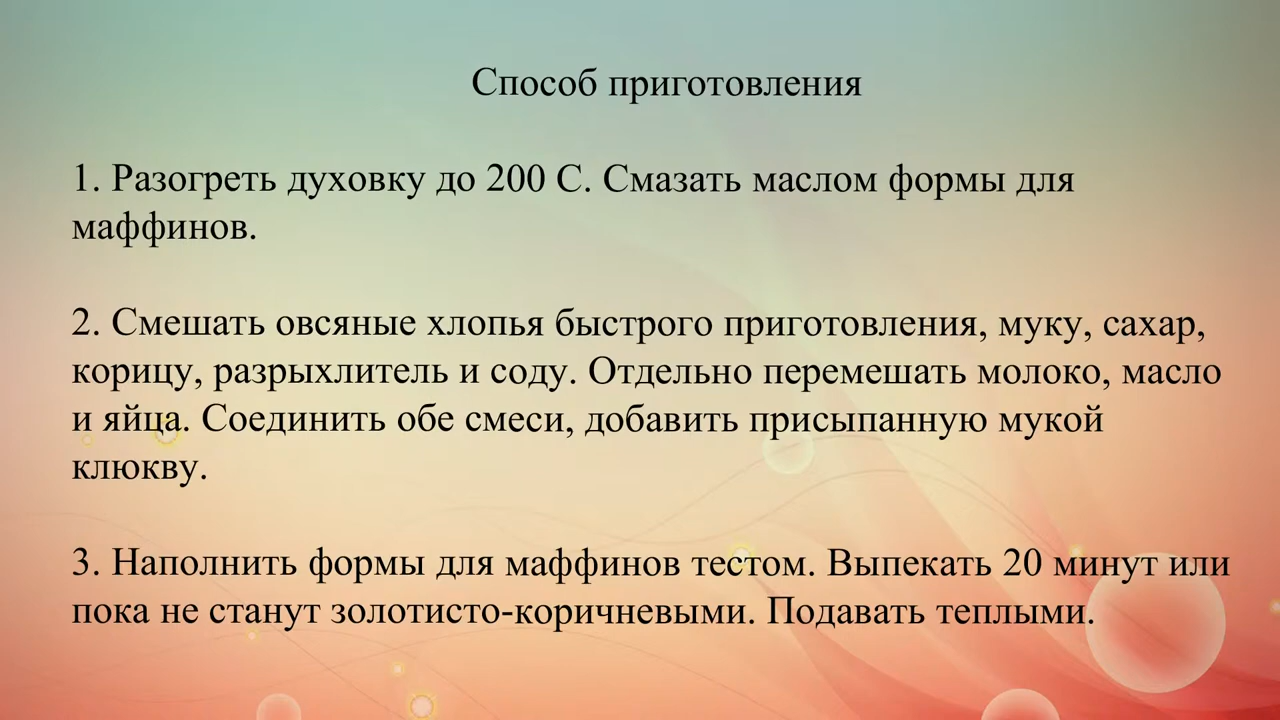 Способ приготовления
1. Разогреть духовку до 200 С. Смазать маслом формы для
маффинов.
2. Смешать овсяные хлопья быстрого приготовления, муку, сахар,
корицу, разрыхлитель и соду. Отдельно перемешать молоко, масло
и яйца. Соединить обе смеси, добавить присыпанную мукой
клюкву.
3. Наполнить формы для маффинов тестом. Выпекать 20 минут или
пока не станут золотисто-коричневыми. Подавать теплыми.